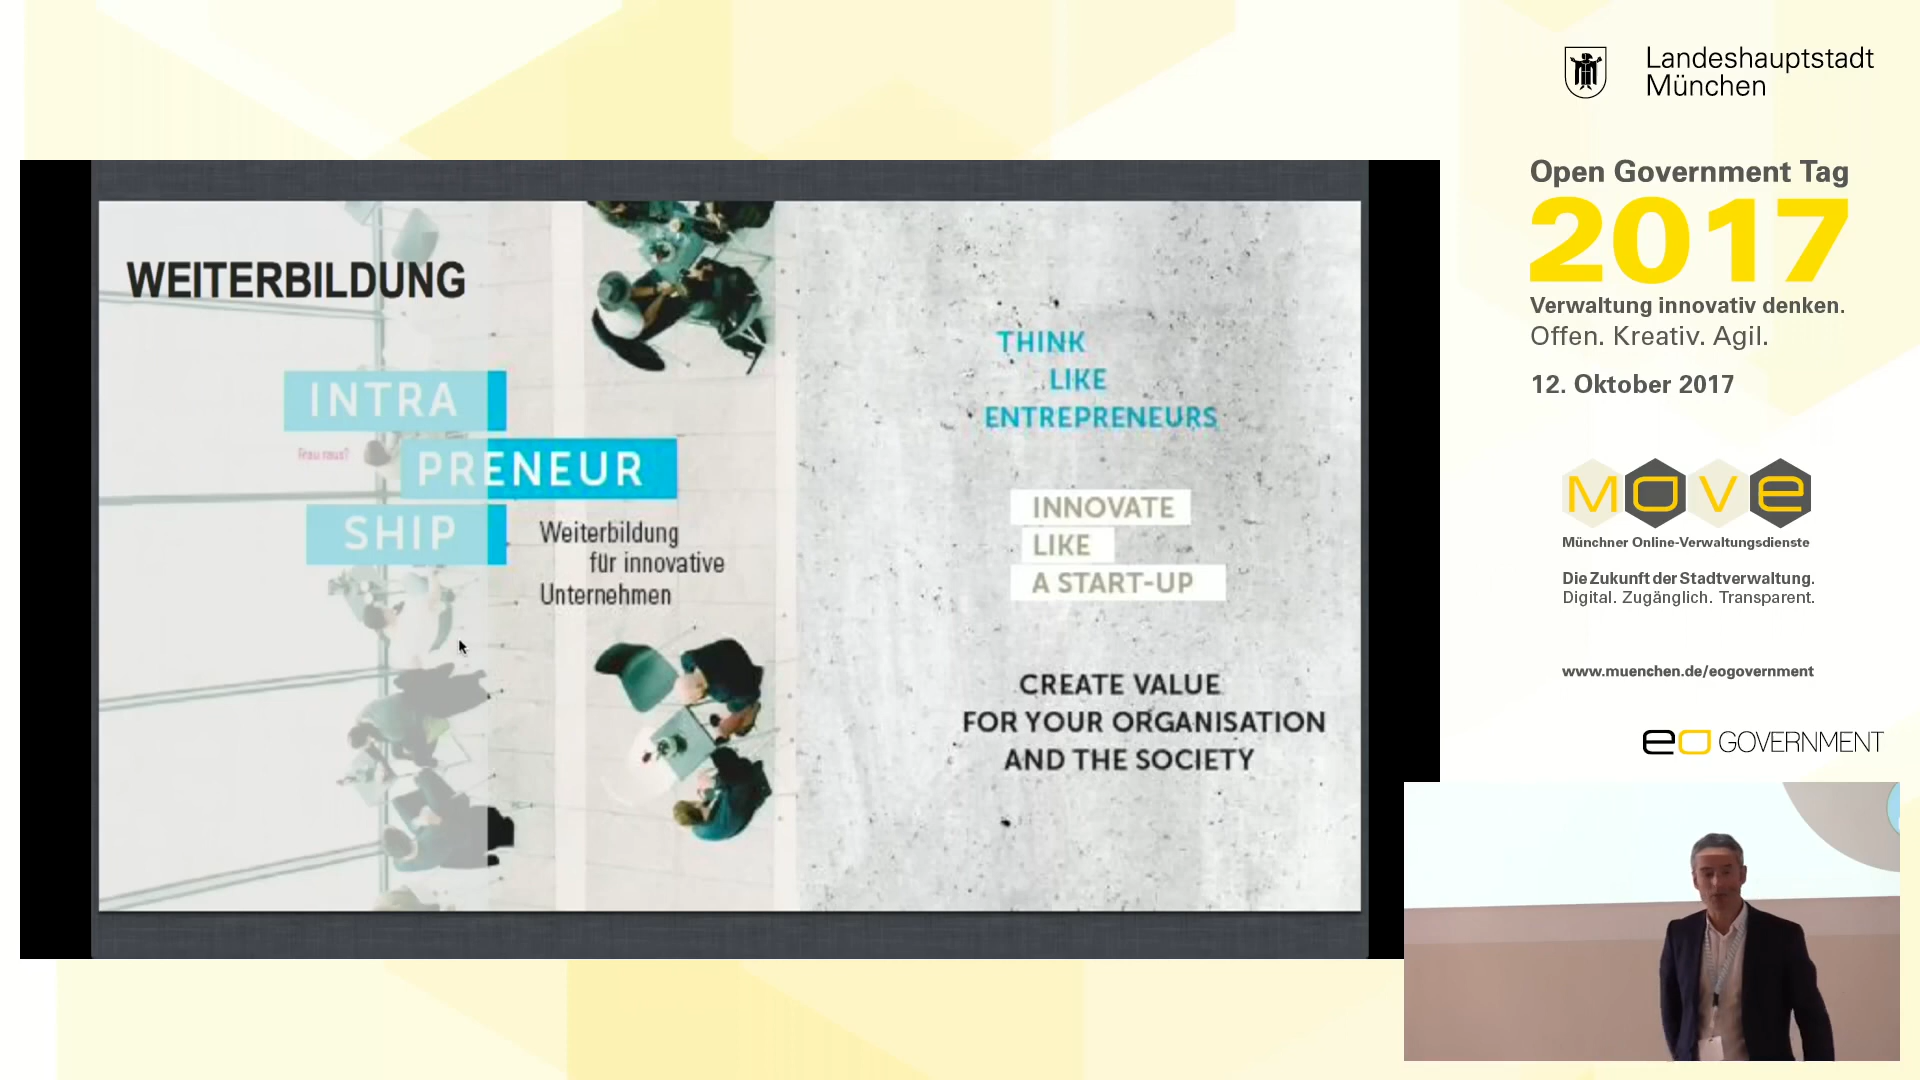 WEITERBILDUNG
INTRA
Frau raus?
PRENEUR
SHIP
Weiterbildung
für innovative
Unternehmen
THINK
LIKE
ENTREPRENEURS
INNOVATE
LIKE
A START-UP
CREATE VALUE
FOR YOUR ORGANISATION
AND THE SOCIETY
Landeshauptstadt
München
Open Government Tag
2017
Verwaltung innovativ denken.
Offen. Kreativ. Agil.
12. Oktober 2017
move
Münchner Online-Verwaltungsdienste
Die Zukunft der Stadtverwaltung.
Digital. Zugänglich. Transparent.
www.muenchen.de/eogovernment
eo GOVERNMENT